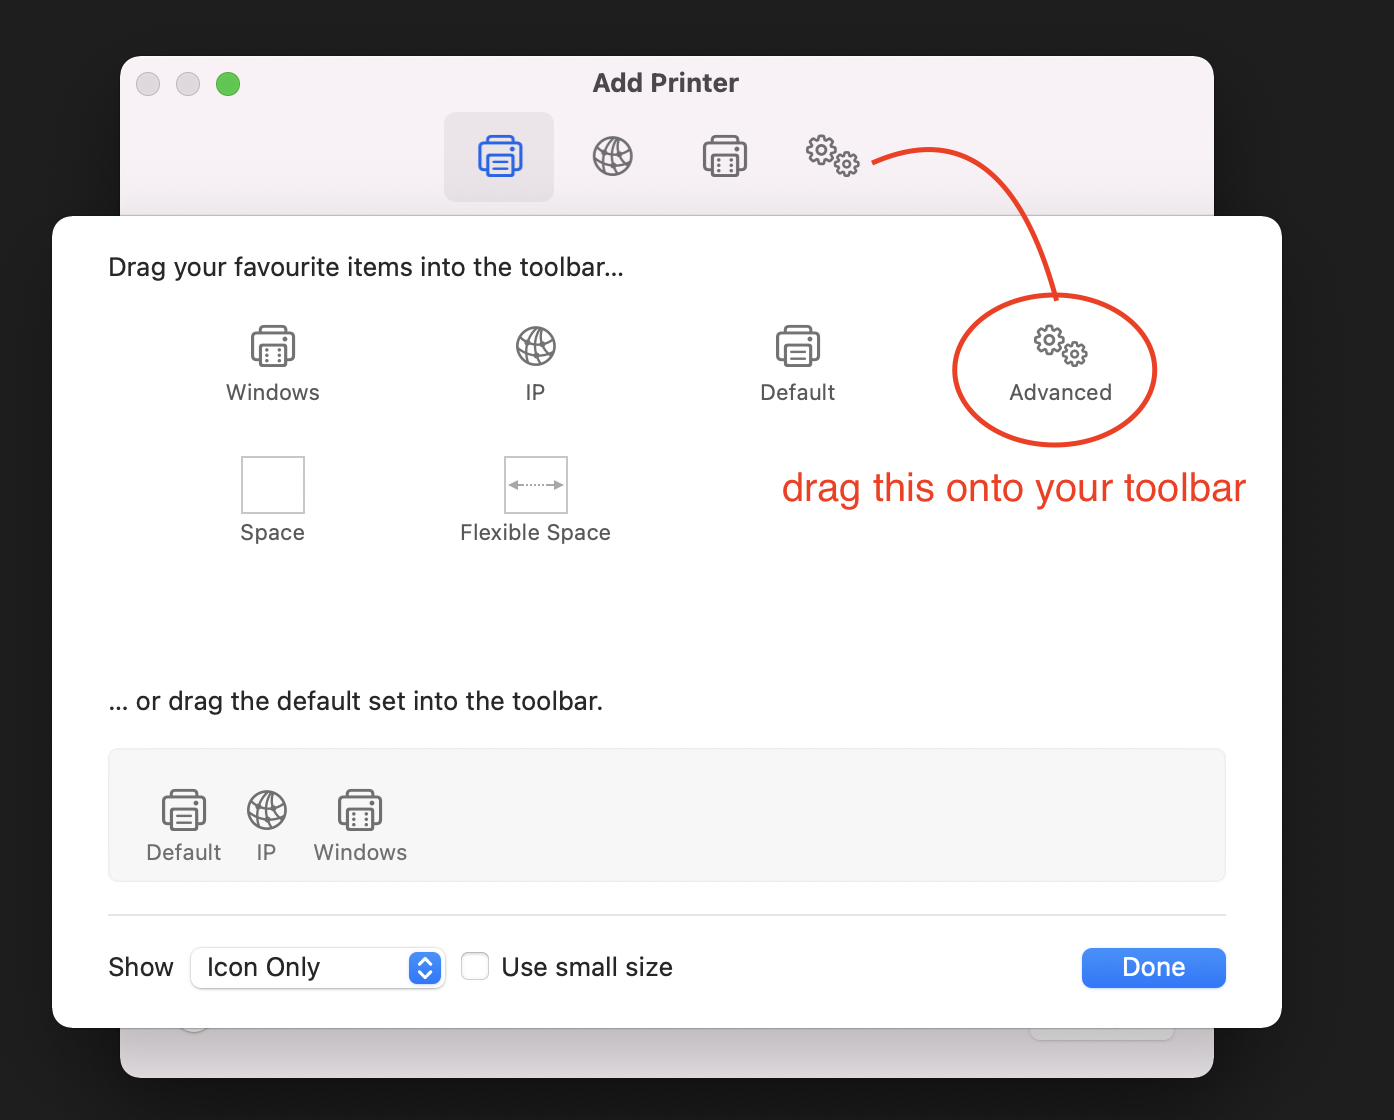 Add Printer
Drag your favourite items into the toolbar...
Windows
IP
Default
Advanced
drag this onto your toolbar
Space
Flexible Space
... or drag the default set into the toolbar.
Default
IP
Windows
Show
Icon Only
Use small size
Done